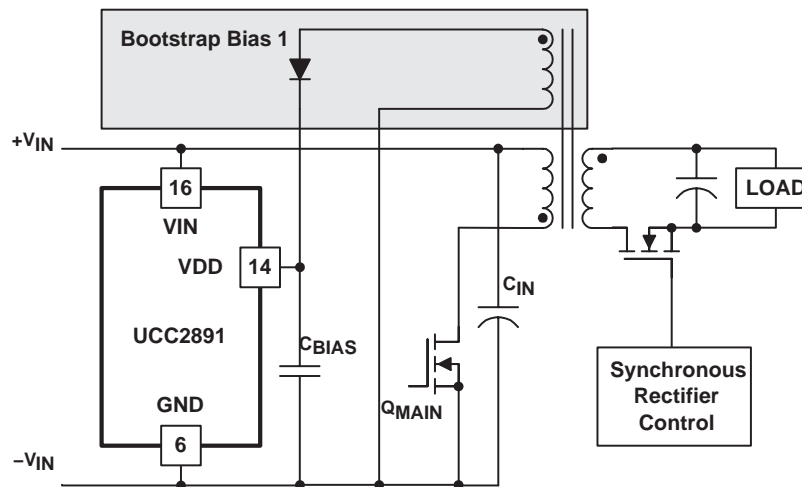 Bootstrap Bias 1
+VIN
16
VIN
VDD
14
LOAD
CIN
UCC2891
CBIAS
Synchronous
Rectifier
Control
GND
QMAIN
6
−VIN